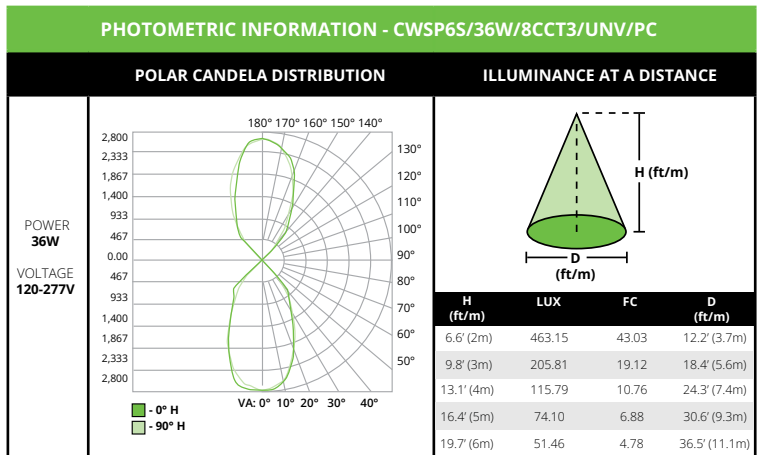 PHOTOMETRIC INFORMATION - CWSP6S/36W/8CCT3/UNV/PC
POLAR CANDELA DISTRIBUTION
ILLUMINANCE AT A DISTANCE
POWER
36W
VOLTAGE
120-277V
180° 170° 160° 150° 140°
2,800
2,333
1,867
1,400
933
467
0.00
467
933
1,400
1,867
2,333
2,800
130°
120°
110°
100°
90°
80°
70°
60°
50°
VA: 0° 10° 20° 30° 40°
- 0° H
- 90° H
H (ft/m)
D
(ft/m)
H LUX FC D
(ft/m) (ft/m)
6.6' (2m) 463.15 43.03 12.2' (3.7m)
9.8' (3m) 205.81 19.12 18.4' (5.6m)
13.1' (4m) 115.79 10.76 24.3' (7.4m)
16.4' (5m) 74.10 6.88 30.6' (9.3m)
19.7' (6m) 51.46 4.78 36.5' (11.1m)